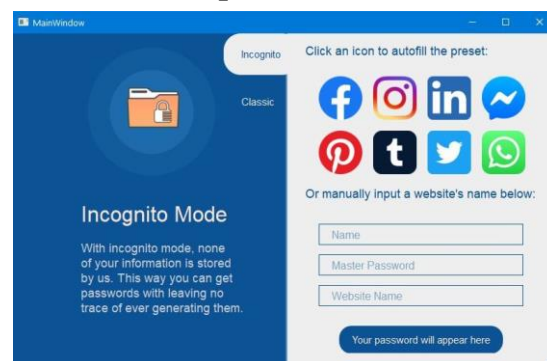 MainWindow
Incognito
Classic
Incognito Mode
With incognito mode, none
of your information is stored
by us. This way you can get
passwords with leaving no
trace of ever generating them.
Click an icon to autofill the preset:
in
t
Or manually input a website's name below:
Name
Master Password
Website Name
Your password will appear here